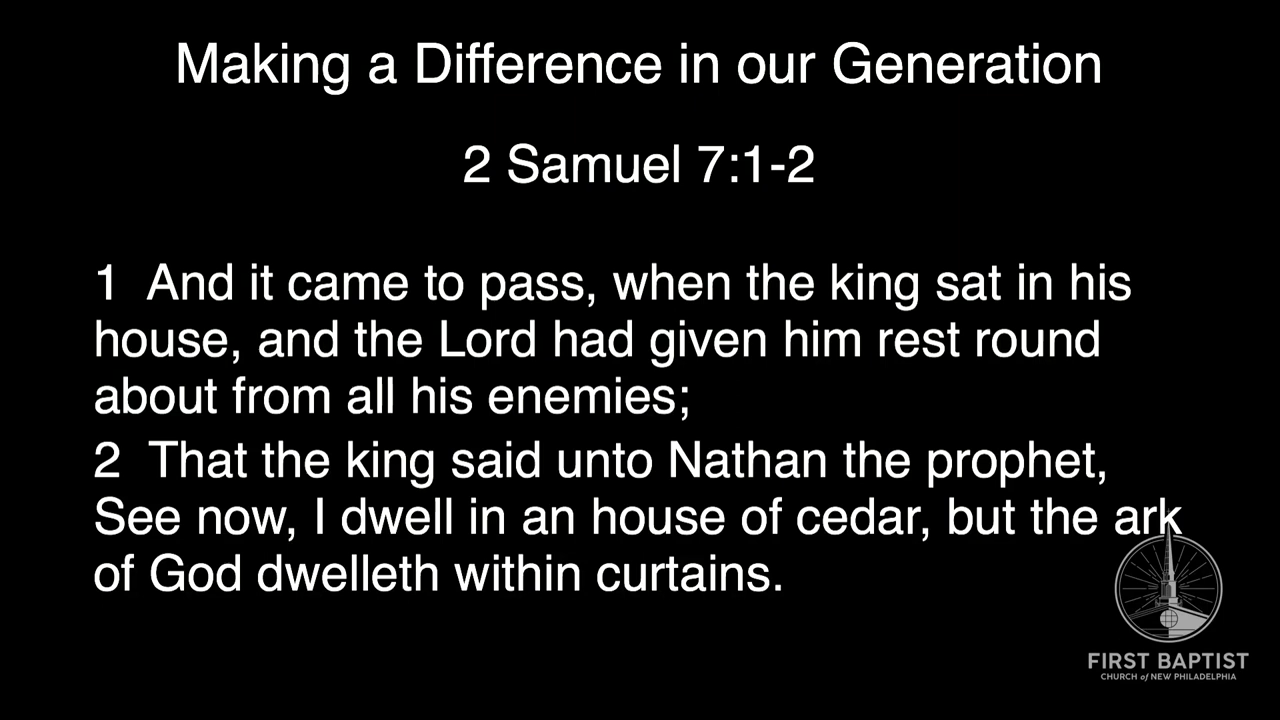 Making a Difference in our Generation
2 Samuel 7:1-2
1 And it came to pass, when the king sat in his
house, and the Lord had given him rest round
about from all his enemies;
2 That the king said unto Nathan the prophet,
See now, I dwell in an house of cedar, but the ark
of God dwelleth within curtains.
FIRST BAPTIST
CHURCH of NEW PHILADELPHIA